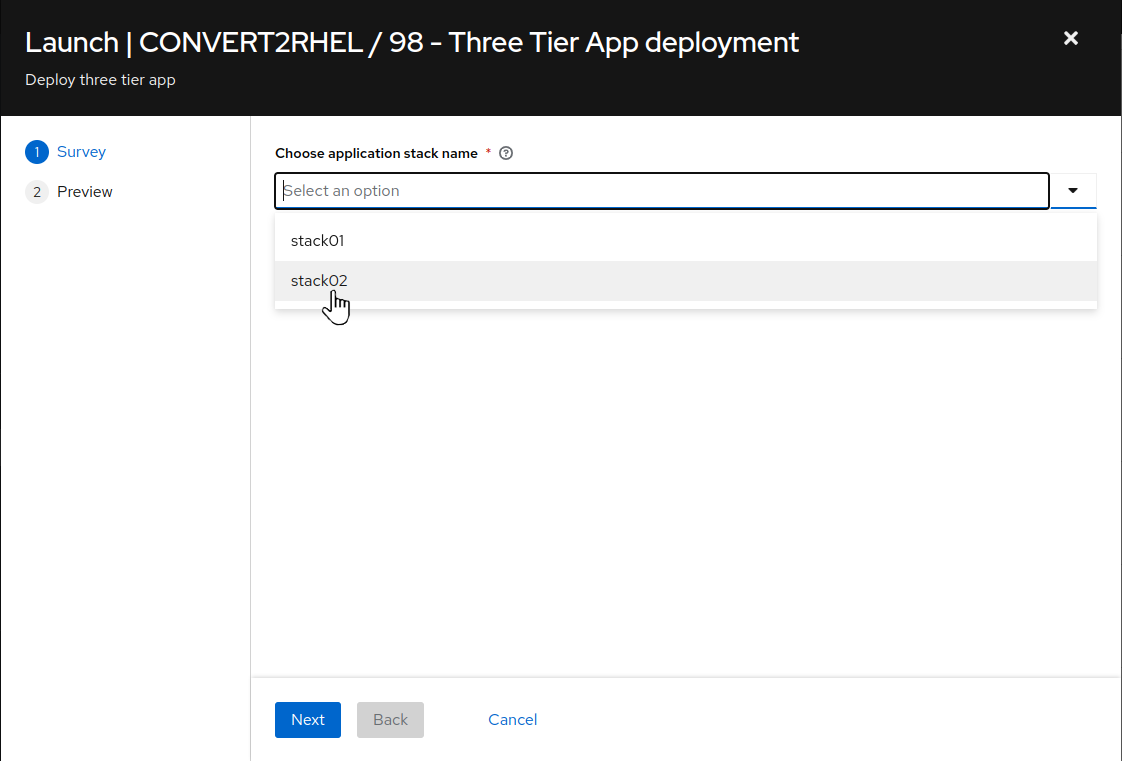 Launch | CONVERT2RHEL / 98 - Three Tier App deployment
Deploy three tier app
1 Survey
2 Preview
Choose application stack name *
Select an option
stack01
stack02
Next Back Cancel